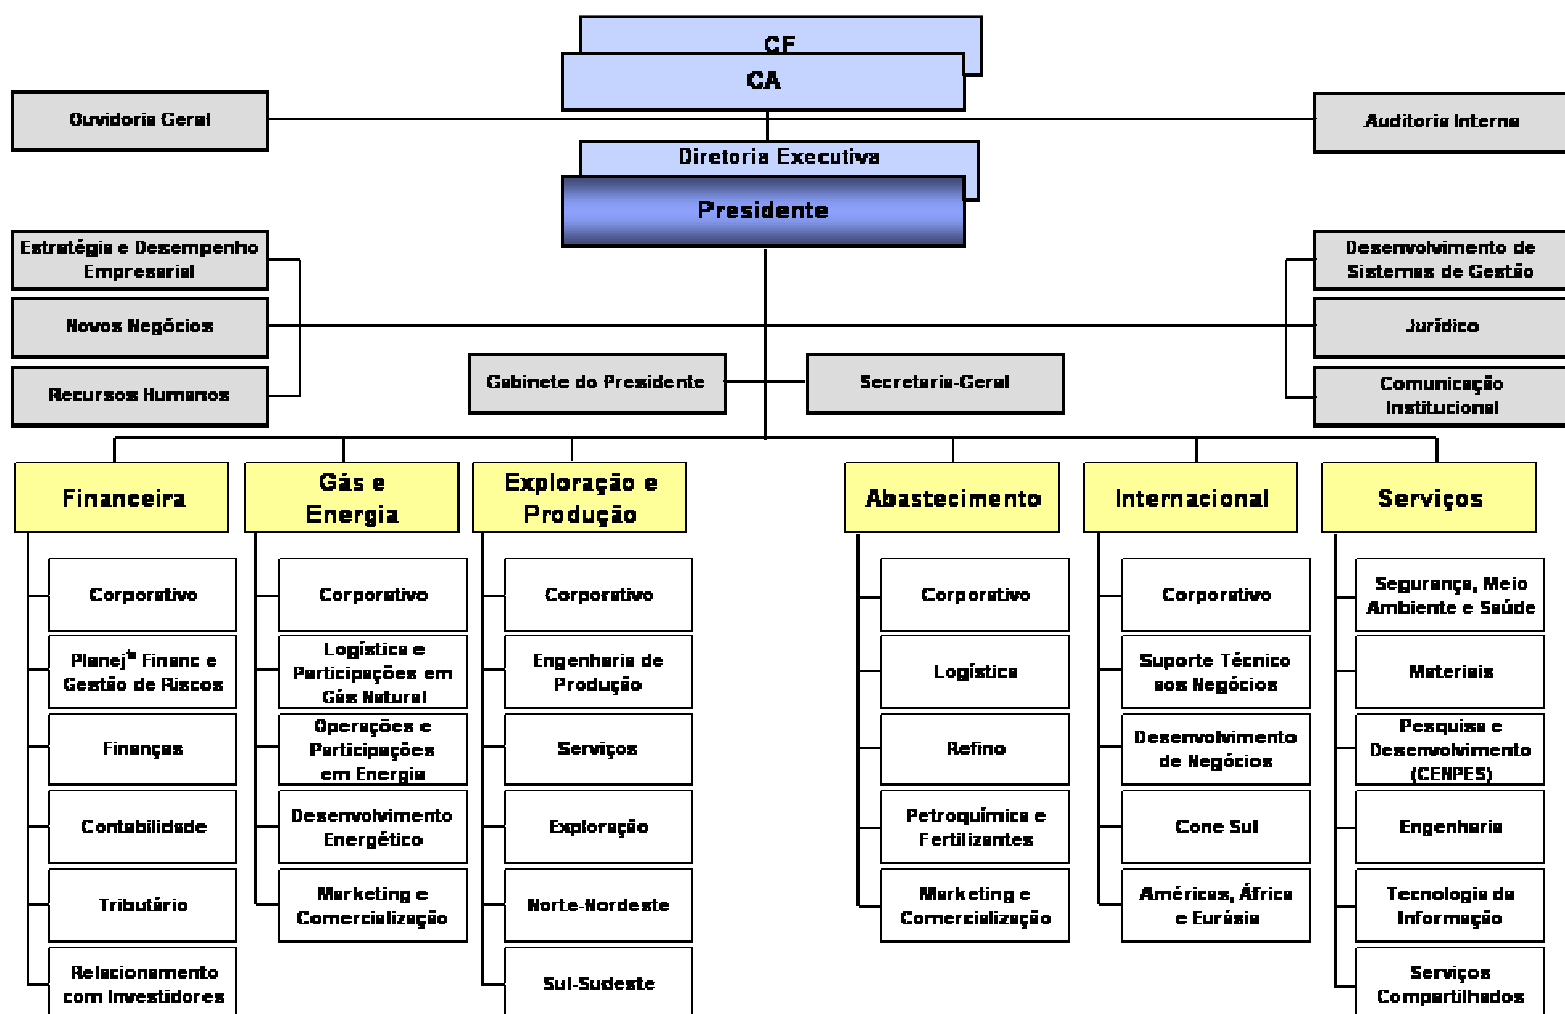 CF
CA
Ouvidoria Geral
Auditoria Interna
Diretoria Executiva
Presidente
Estratégia e Desempenho
Empresarial
Desenvolvimento de
Sistemas de Gestão
Novos Negócios
Jurídico
Gabinete do Presidente
Secretaria-Geral
Recursos Humanos
Comunicação
Institucional
Financeira
Gás e
Energia
Exploração e
Produção
Abastecimento
Internacional
Serviços
Corporativo
Planejto Financ e
Gestão de Riscos
Finanças
Contabilidade
Tributário
Relacionamento
com Investidores
Corporativo
Logística e
Participações em
Gás Natural
Operações e
Participações
em Energia
Desenvolvimento
Energético
Marketing e
Comercialização
Corporativo
Engenharia de
Produção
Serviços
Exploração
Norte-Nordeste
Sul-Sudeste
Corporativo
Logística
Refino
Petroquímica e
Fertilizantes
Marketing e
Comercialização
Corporativo
Suporte Técnico
aos Negócios
Desenvolvimento
de Negócios
Cone Sul
Américas, África
e Eurásia
Segurança, Meio
Ambiente e Saúde
Materiais
Pesquisa e
Desenvolvimento
(CENPES)
Engenharia
Tecnologia da
Informação
Serviços
Compartilhados